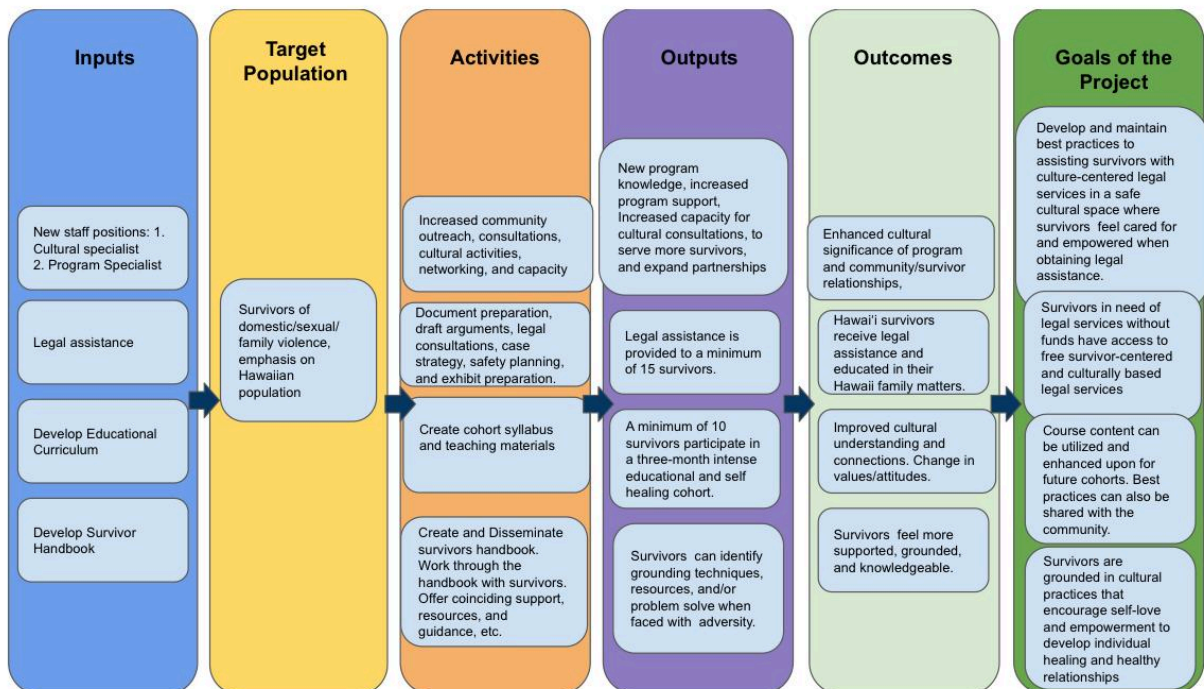 Inputs
New staff positions: 1.
Cultural specialist
2. Program Specialist
Legal assistance
Develop Educational
Curriculum
Develop Survivor
Handbook
Target
Population
Survivors of
domestic/sexual/
family violence,
emphasis on
Hawaiian
population
Activities
Increased community
outreach, consultations,
cultural activities,
networking, and capacity
Document preparation,
draft arguments, legal
consultations, case
strategy, safety planning,
and exhibit preparation.
Create cohort syllabus
and teaching materials
Create and Disseminate
survivors handbook.
Work through the
handbook with survivors.
Offer coinciding support,
resources, and
guidance, etc.
Outputs
New program
knowledge, increased
program support,
Increased capacity for
cultural consultations, to
serve more survivors,
and expand partnerships
Legal assistance is
provided to a minimum
of 15 survivors.
A minimum of 10
survivors participate in
a three-month intense
educational and self
healing cohort.
Survivors can identify
grounding techniques,
resources, and/or
problem solve when
faced with adversity.
Outcomes
Enhanced cultural
significance of program
and community/survivor
relationships,
Hawai‘i survivors
receive legal
assistance and
educated in their
Hawaii family matters.
Improved cultural
understanding and
connections. Change in
values/attitudes.
Survivors feel more
supported, grounded,
and knowledgeable.
Goals of the
Project
Develop and maintain
best practices to
assisting survivors with
culture-centered legal
services in a safe
cultural space where
survivors feel cared for
and empowered when
obtaining legal
assistance.
Survivors in need of
legal services without
funds have access to
free survivor-centered
and culturally based
legal services
Course content can
be utilized and
enhanced upon for
future cohorts. Best
practices can also be
shared with the
community.
Survivors are
grounded in cultural
practices that
encourage self-love
and empowerment to
develop individual
healing and healthy
relationships